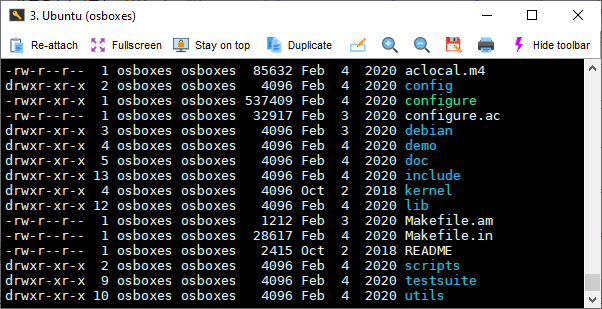 3. Ubuntu (osboxes)
Re-attach Fullscreen Stay on top Duplicate Hide toolbar
-rw-r--r--  1 osboxes osboxes  85632 Feb  4  2020 aclocal.m4
drwxr-xr-x  2 osboxes osboxes   4096 Feb  4  2020 config
-rwxr-xr-x  1 osboxes osboxes 537409 Feb  4  2020 configure
-rw-r--r--  1 osboxes osboxes  32917 Feb  3  2020 configure.ac
drwxr-xr-x  3 osboxes osboxes   4096 Feb  3  2020 debian
drwxr-xr-x  4 osboxes osboxes   4096 Feb  4  2020 demo
drwxr-xr-x  5 osboxes osboxes   4096 Feb  4  2020 doc
drwxr-xr-x 13 osboxes osboxes   4096 Feb  4  2020 include
drwxr-xr-x  4 osboxes osboxes   4096 Oct  2  2018 kernel
drwxr-xr-x 12 osboxes osboxes   4096 Feb  4  2020 lib
-rw-r--r--  1 osboxes osboxes   1212 Feb  3  2020 Makefile.am
-rw-r--r--  1 osboxes osboxes  28617 Feb  4  2020 Makefile.in
-rw-r--r--  1 osboxes osboxes   2415 Oct  2  2018 README
drwxr-xr-x  2 osboxes osboxes   4096 Feb  4  2020 scripts
drwxr-xr-x  9 osboxes osboxes   4096 Feb  4  2020 testsuite
drwxr-xr-x 10 osboxes osboxes   4096 Feb  4  2020 utils